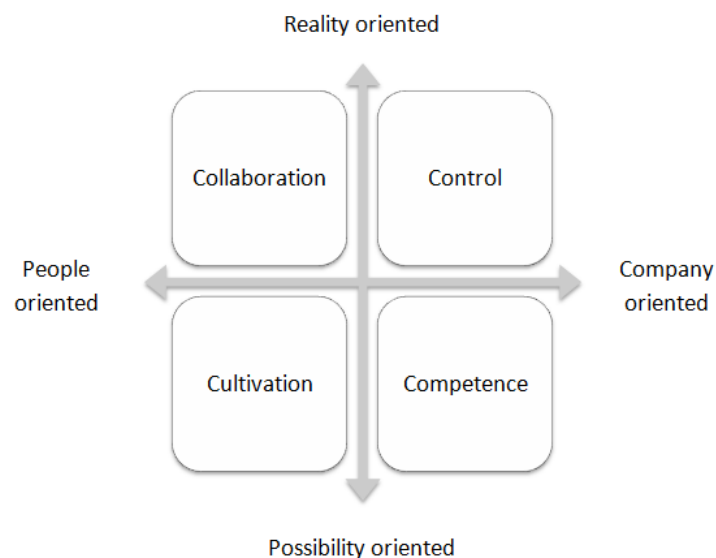 Reality oriented
Collaboration
Control
People
oriented
Company
oriented
Cultivation
Competence
Possibility oriented